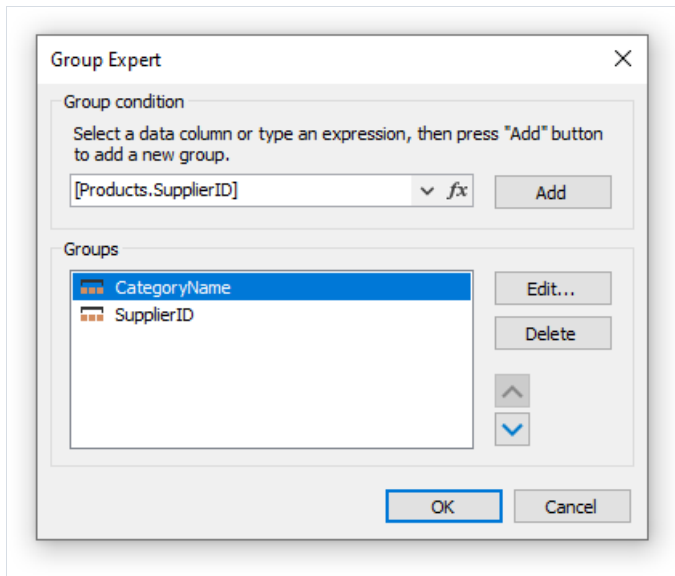 Group Expert
Group condition
Select a data column or type an expression, then press "Add" button
to add a new group.
[Products.SupplierID]
fx
Add
Groups
CategoryName
SupplierID
Edit...
Delete
OK
Cancel